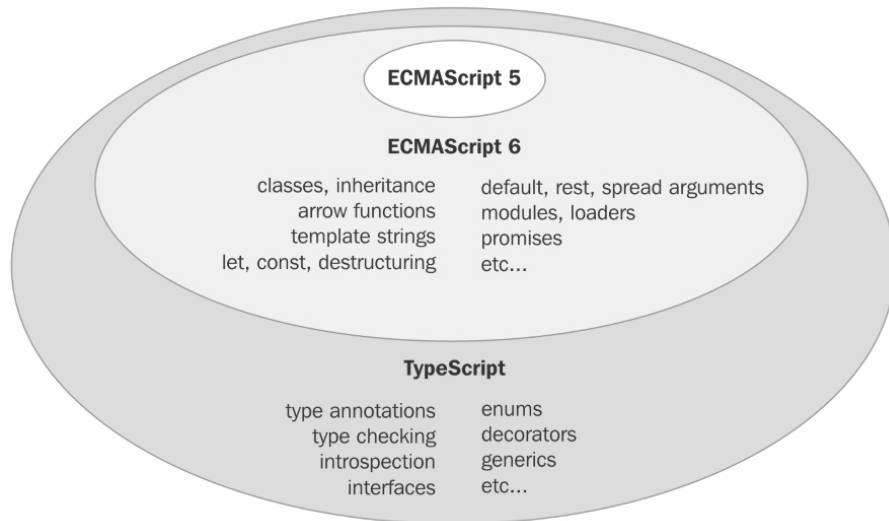 ECMAScript 5
ECMAScript 6
classes, inheritance
arrow functions
template strings
let, const, destructuring
default, rest, spread arguments
modules, loaders
promises
etc...
TypeScript
type annotations
type checking
introspection
interfaces
enums
decorators
generics
etc...